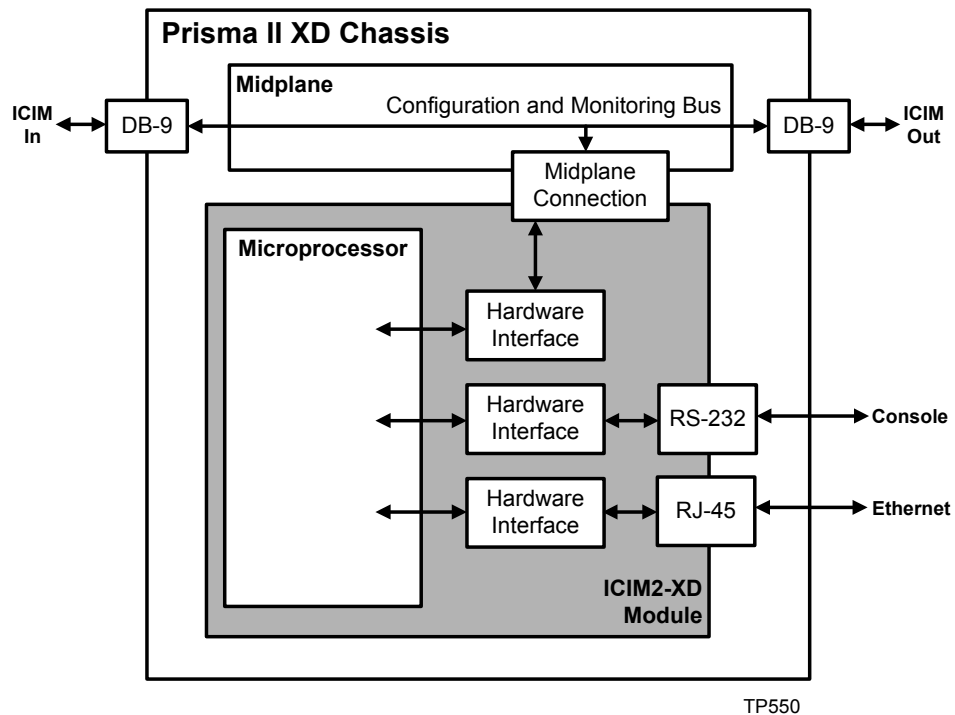 Prisma II XD Chassis
Midplane
Configuration and Monitoring Bus
ICIM
In
DB-9
DB-9
ICIM
Out
Midplane
Connection
Microprocessor
Hardware
Interface
Hardware
Interface
RS-232
Console
Hardware
Interface
RJ-45
Ethernet
ICIM2-XD
Module
TP550